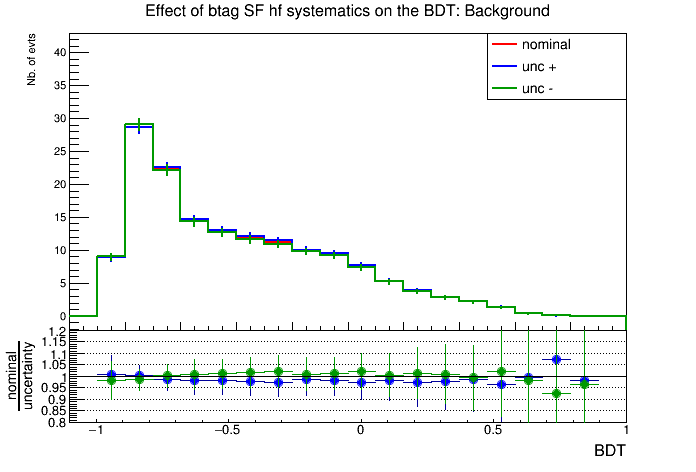 Effect of btag SF hf systematics on the BDT: Background
Nb. of evts
40
35
30
25
20
15
10
5
0
nominal
unc +
unc -
nominal
uncertainty
1.2
1.15
1.1
1.05
1
0.95
0.9
0.85
0.8
−1
−0.5
0
0.5
1
BDT